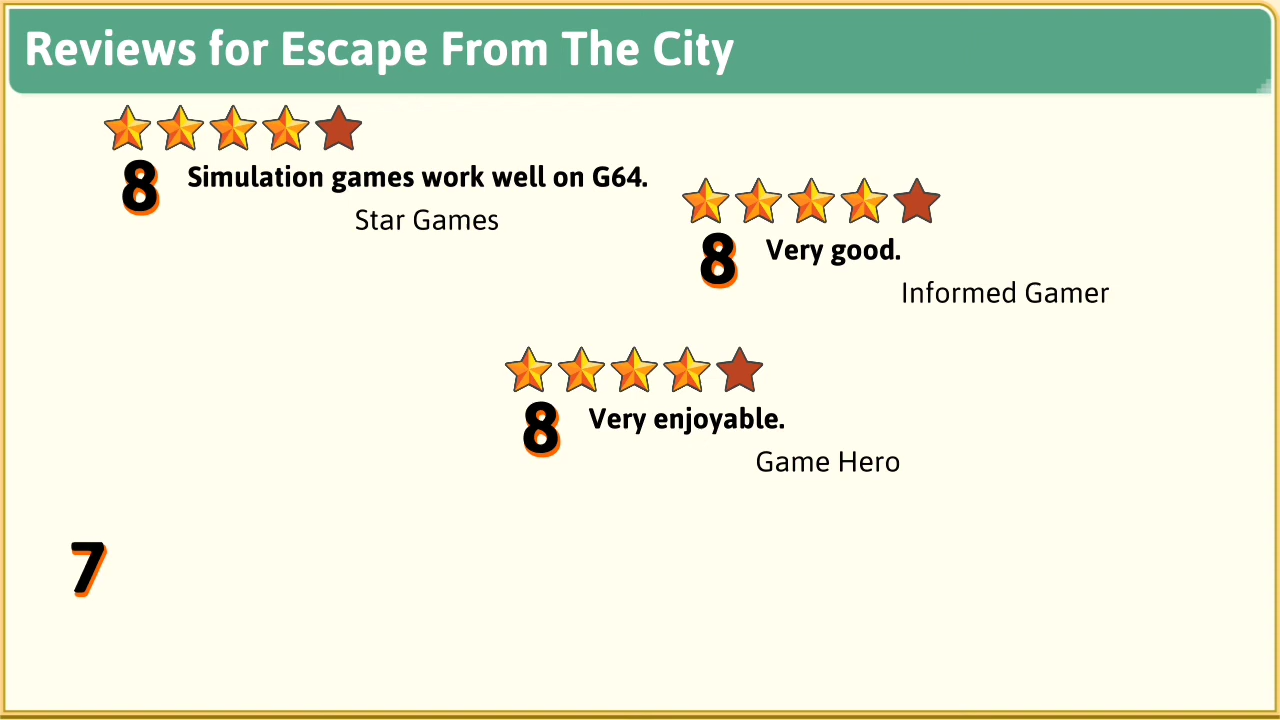 Reviews for Escape From The City
8
Simulation games work well on G64.
Star Games
8
Very good.
Informed Gamer
8
Very enjoyable.
Game Hero
7